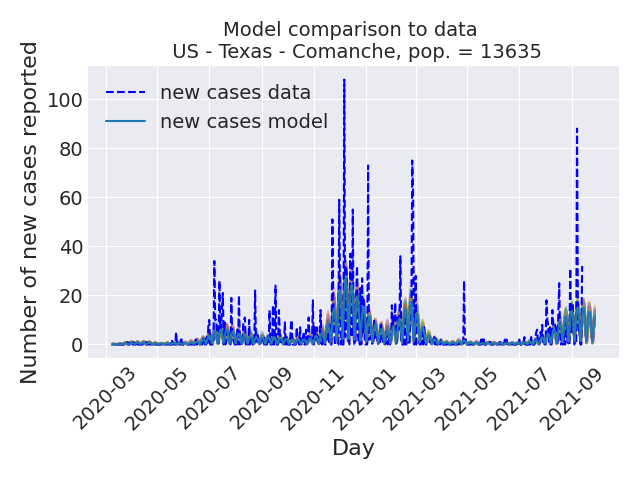 Model comparison to data
US - Texas - Comanche, pop. = 13635
Number of new cases reported
100
80
60
40
20
0
new cases data
new cases model
2020-03
2020-05
2020-07
2020-09
2020-11
2021-01
2021-03
2021-05
2021-07
2021-09
Day